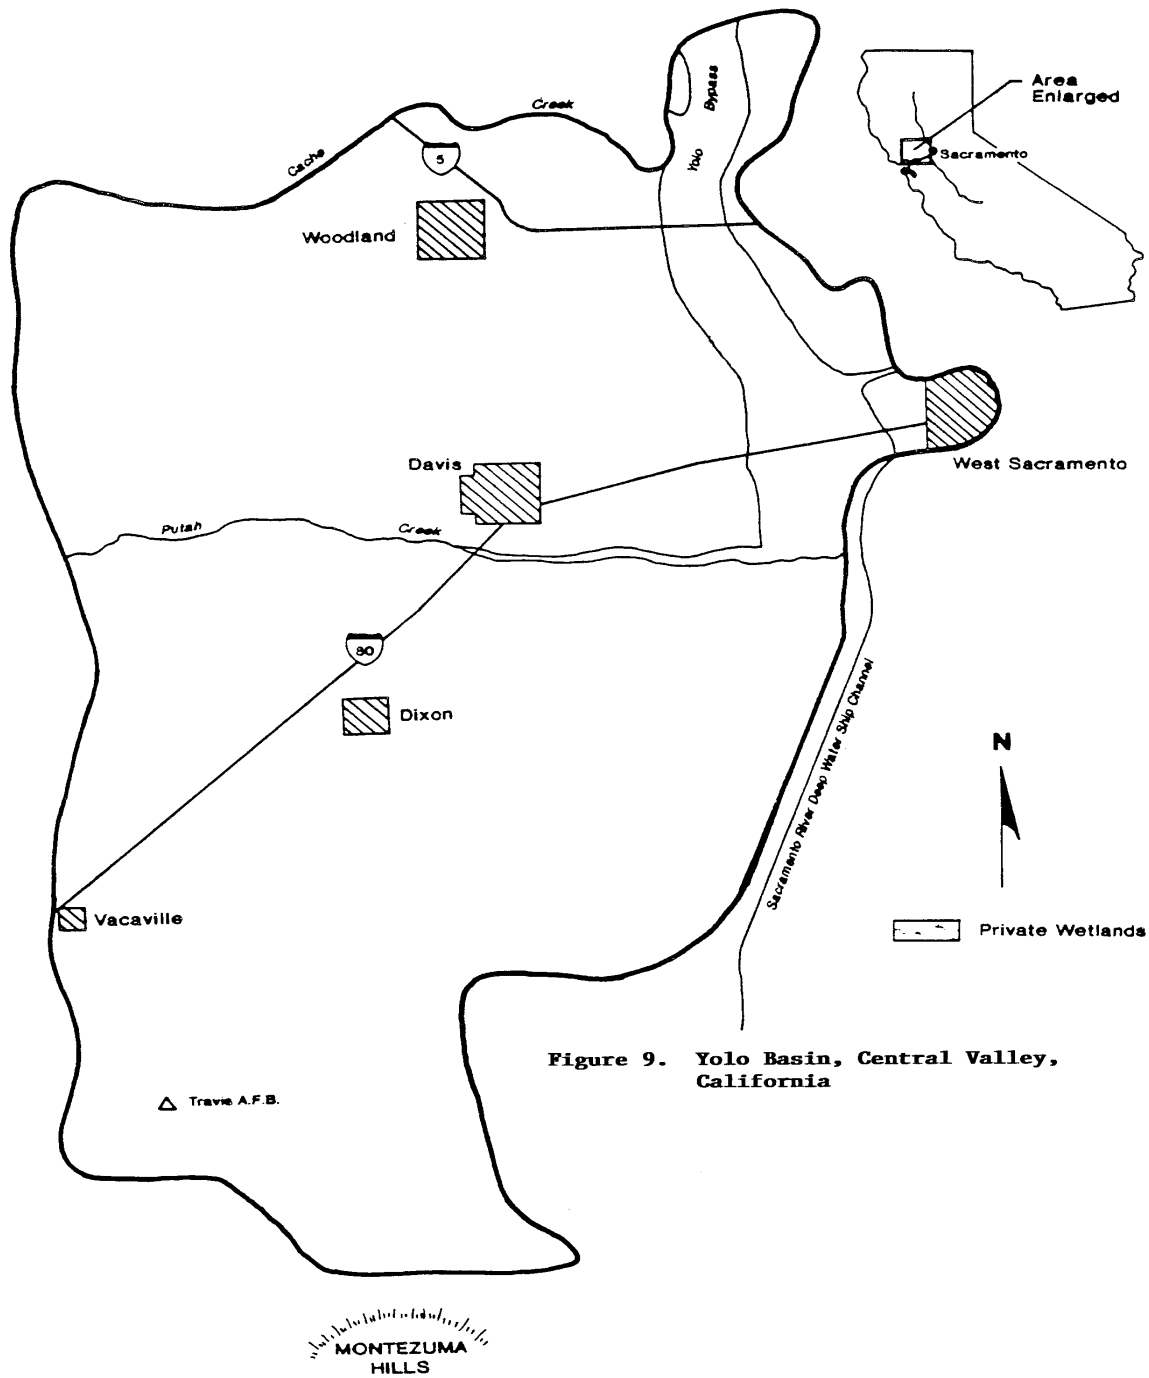 Creek
Cache
5
Woodland
Yolo
Bypass
Area
Enlarged
Sacramento
Davis
West Sacramento
Putah
Creek
80
Dixon
Sacramento River Deep Water Ship Channel
N
Vacaville
Private Wetlands
Figure 9. Yolo Basin, Central Valley,
California
Travis A.F.B.
MONTEZUMA
HILLS